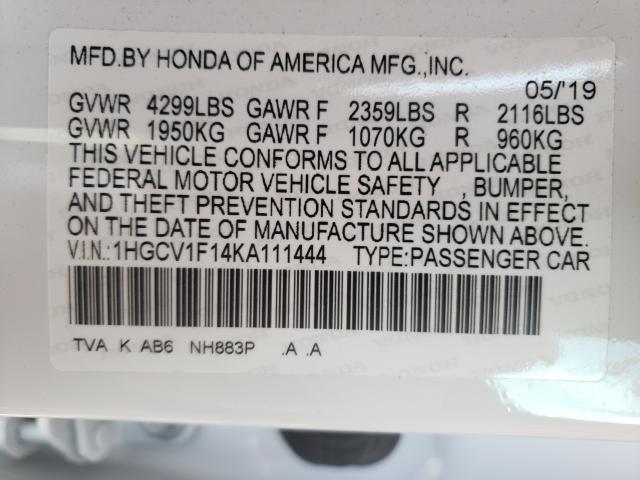 MFD.BY HONDA OF AMERICA MFG.,INC.
05/'19
GVWR 4299LBS GAWR F 2359LBS R 2116LBS
GVWR 1950KG GAWR F 1070KG R 960KG
THIS VEHICLE CONFORMS TO ALL APPLICABLE
FEDERAL MOTOR VEHICLE SAFETY , BUMPER,
AND THEFT PREVENTION STANDARDS IN EFFECT
ON THE DATE OF MANUFACTURE SHOWN ABOVE.
V.I.N.:1HGCV1F14KA111444 TYPE:PASSENGER CAR
TVA K AB6 NH883P .A .A